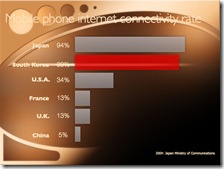 Mobile phone internet connectivity rate
Japan 94%
South Korea 89%
U.S.A. 34%
France 13%
U.K. 13%
China 5%
2004 Japan Ministry of Communications